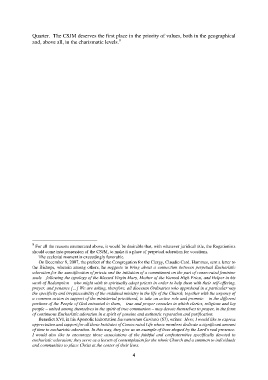 Quarter. The CSJM deserves the first place in the priority of values, both in the geographical
and, above all, in the charismatic levels.⁹
⁹ For all the reasons enumerated above, it would be desirable that, with whatever juridical title, the Registrations
should come into possession of the CSJM, to make it a place of perpetual adoration for vocations.
The ecclesial moment is exceedingly favorable.
On December 8, 2007, the prefect of the Congregation for the Clergy, Claudio Card. Hummes, sent a letter to
the Bishops, wherein among others, he suggests to bring about a connection between perpetual Eucharistic
adoration for the sanctification of priests and the initiation of a commitment on the part of consecrated feminine
souls – following the typology of the Blessed Virgin Mary, Mother of the Eternal High Priest, and Helper in his
work of Redemption – who might wish to spiritually adopt priests in order to help them with their self-offering,
prayer, and penance [...] We are asking, therefore, all diocesan Ordinaries who apprehend in a particular way
the specificity and irreplaceability of the ordained ministry in the life of the Church, together with the urgency of
a common action in support of the ministerial priesthood, to take an active role and promote – in the different
portions of the People of God entrusted to them – true and proper cenacles in which clerics, religious and lay
people – united among themselves in the spirit of true communion – may devote themselves to prayer, in the form
of continuous Eucharistic adoration in a spirit of genuine and authentic reparation and purification.
Benedict XVI, in his Apostolic Exhortation Sacramentum Caritatis (67), writes: Here, I would like to express
appreciation and support for all those Institutes of Consecrated Life whose members dedicate a significant amount
of time to eucharistic adoration. In this way, they give us an example of lives shaped by the Lord's real presence.
I would also like to encourage those associations of the faithful and confraternities specifically devoted to
eucharistic adoration; they serve as a leaven of contemplation for the whole Church and a summons to individuals
and communities to place Christ at the center of their lives.
4